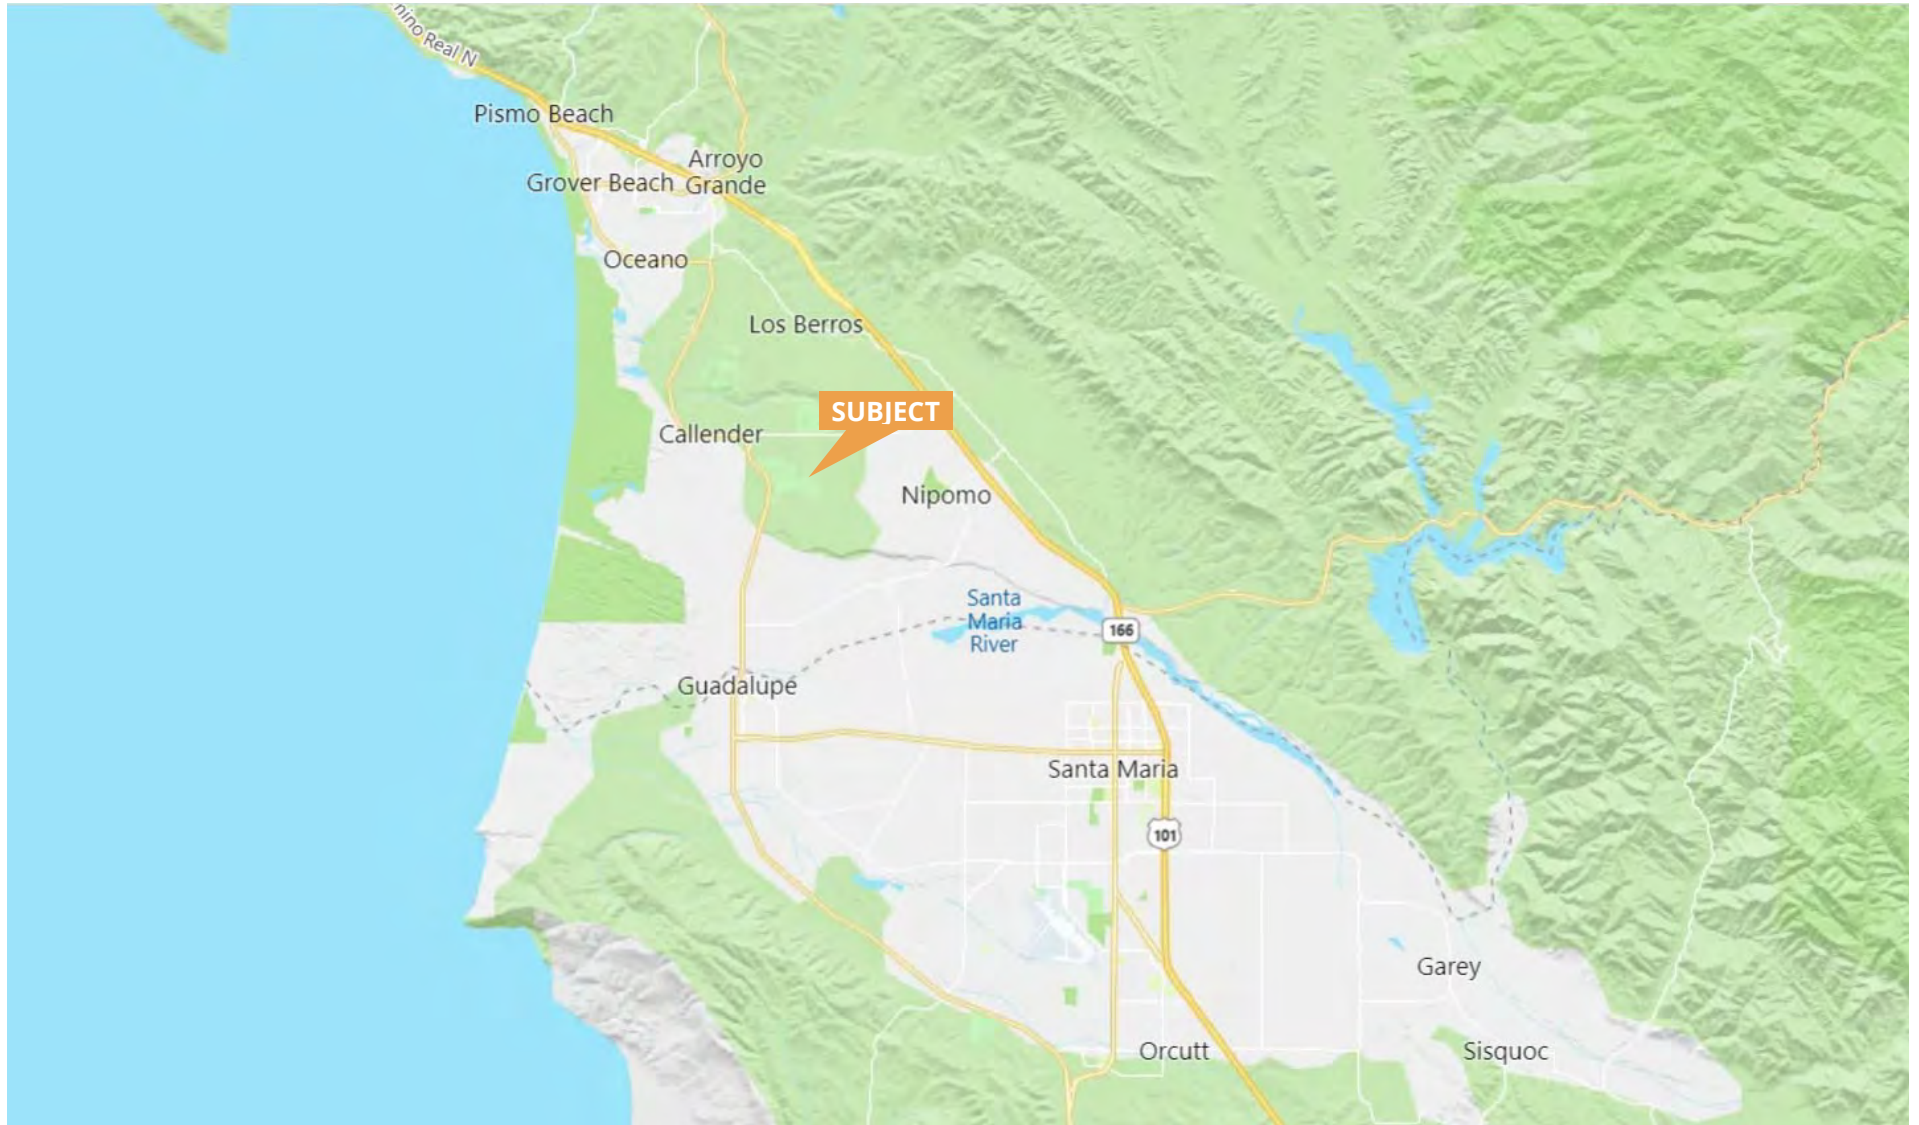 nino Real N
Pismo Beach
Arroyo
Grande
Grover Beach
Oceano
Los Berros
SUBJECT
Callender
Nipomo
Santa
Maria
River
166
Guadalupe
Santa Maria
101
Garey
Orcutt
Sisquoc